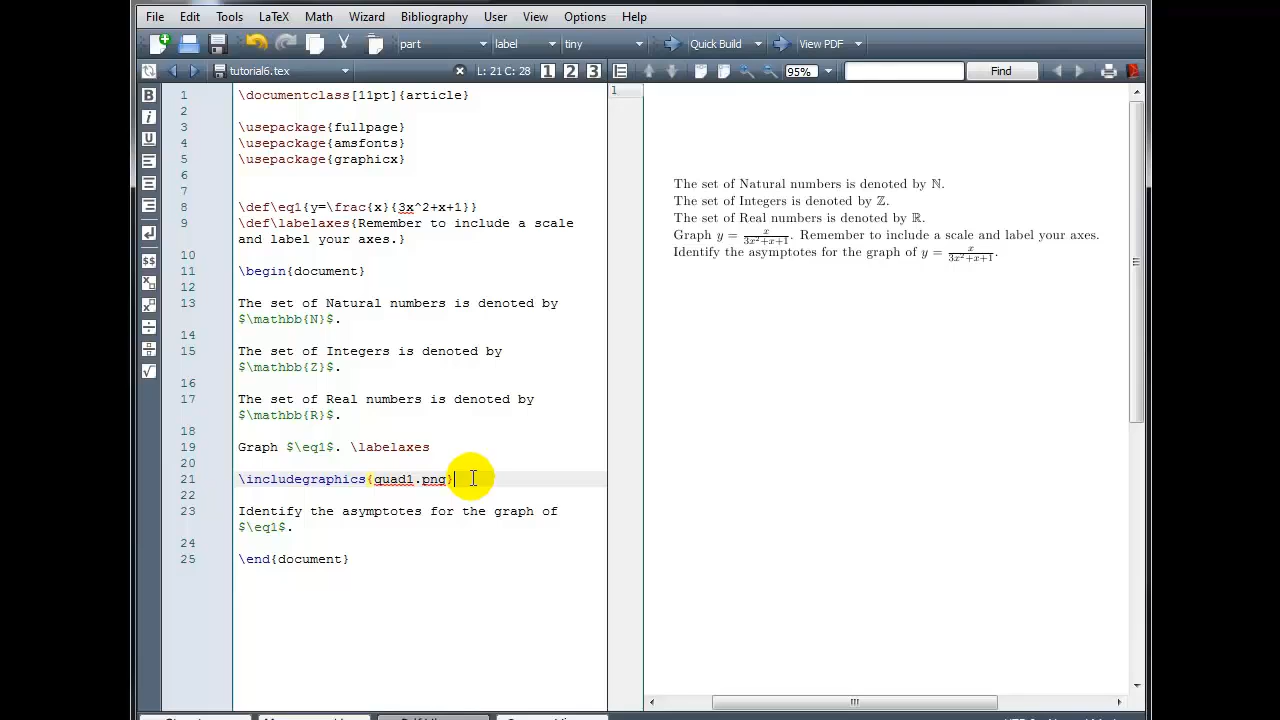 File Edit Tools LaTeX Math Wizard Bibliography User View Options Help
part label tiny Quick Build View PDF
tutorial6.tex L: 21 C: 28 1 2 3 95% Find
1 \documentclass[11pt]{article}
2
3 \usepackage{fullpage}
4 \usepackage{amsfonts}
5 \usepackage{graphicx}
6
7
8 \def\eq1{y=\frac{x}{3x^2+x+1}}
9 \def\labelaxes{Remember to include a scale
and label your axes.}
10
11 \begin{document}
12
13 The set of Natural numbers is denoted by
$\mathbb{N}$.
14
15 The set of Integers is denoted by
$\mathbb{Z}$.
16
17 The set of Real numbers is denoted by
$\mathbb{R}$.
18
19 Graph $\eq1$. \labelaxes
20
21 \includegraphics{quad1.png}
22
23 Identify the asymptotes for the graph of
$\eq1$.
24
25 \end{document}
1
The set of Natural numbers is denoted by ℕ.
The set of Integers is denoted by ℤ.
The set of Real numbers is denoted by ℝ.
Graph y = x/(3x²+x+1). Remember to include a scale and label your axes.
Identify the asymptotes for the graph of y = x/(3x²+x+1).